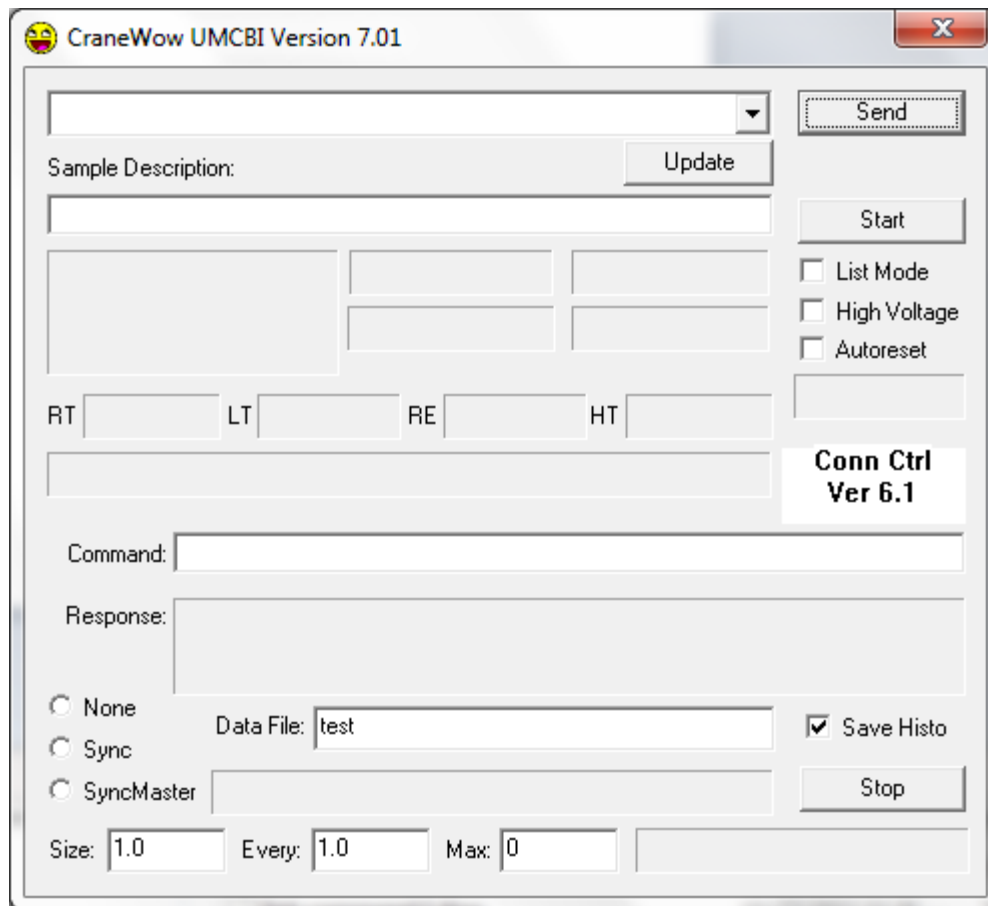 CraneWow UMCBI Version 7.01
Send
Sample Description:
Update
Start
List Mode
High Voltage
Autoreset
RT LT RE HT
Conn Ctrl
Ver 6.1
Command:
Response:
None
Data File: test
Save Histo
Sync
SyncMaster
Stop
Size: 1.0 Every: 1.0 Max: 0